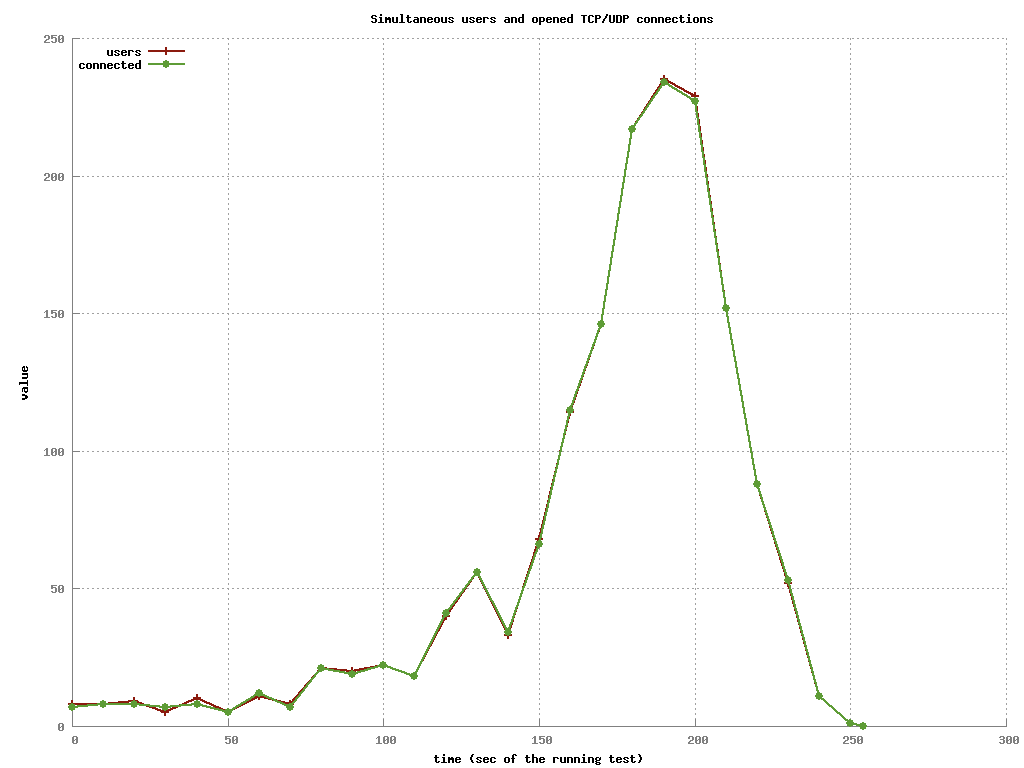 Simultaneous users and opened TCP/UDP connections
250
users
connected
200
150
value
100
50
0
0 50 100 150 200 250 300
time (sec of the running test)